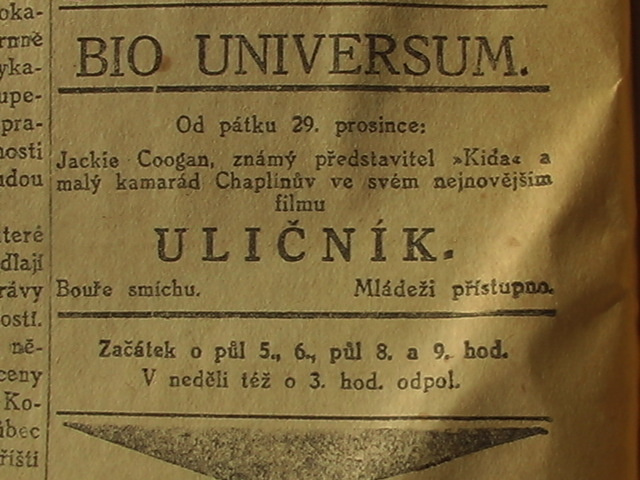 BIO UNIVERSUM.
Od pátku 29. prosince:
Jackie Coogan, známý představitel »Kida« a
malý kamarád Chaplinův ve svém nejnovějším
filmu
ULIČNÍK.
Bouře smíchu. Mládeži přístupno.
Začátek o půl 5., 6., půl 8. a 9. hod.
V neděli též o 3. hod. odpol.